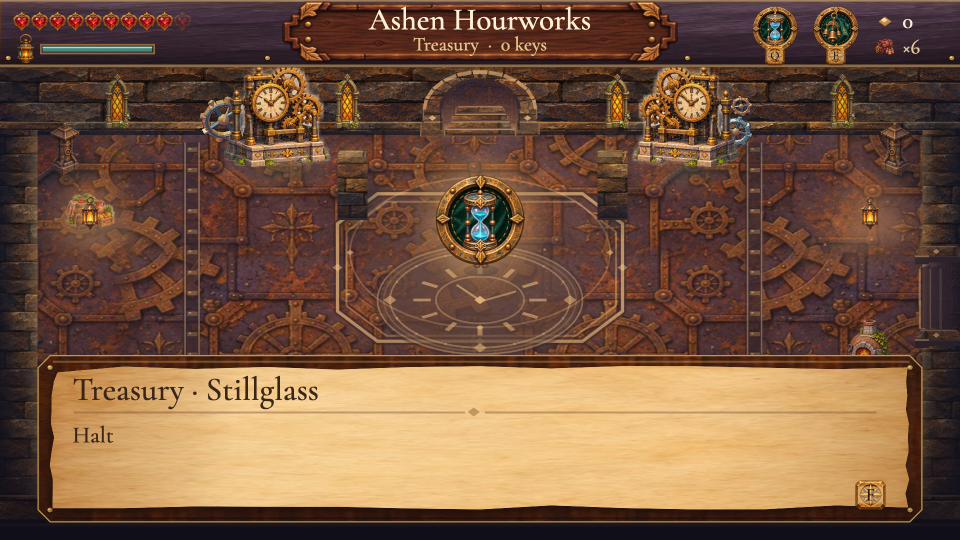 Ashen Hourworks
Treasury · 0 keys
Q
E
0
×6
Treasury · Stillglass
Halt
F